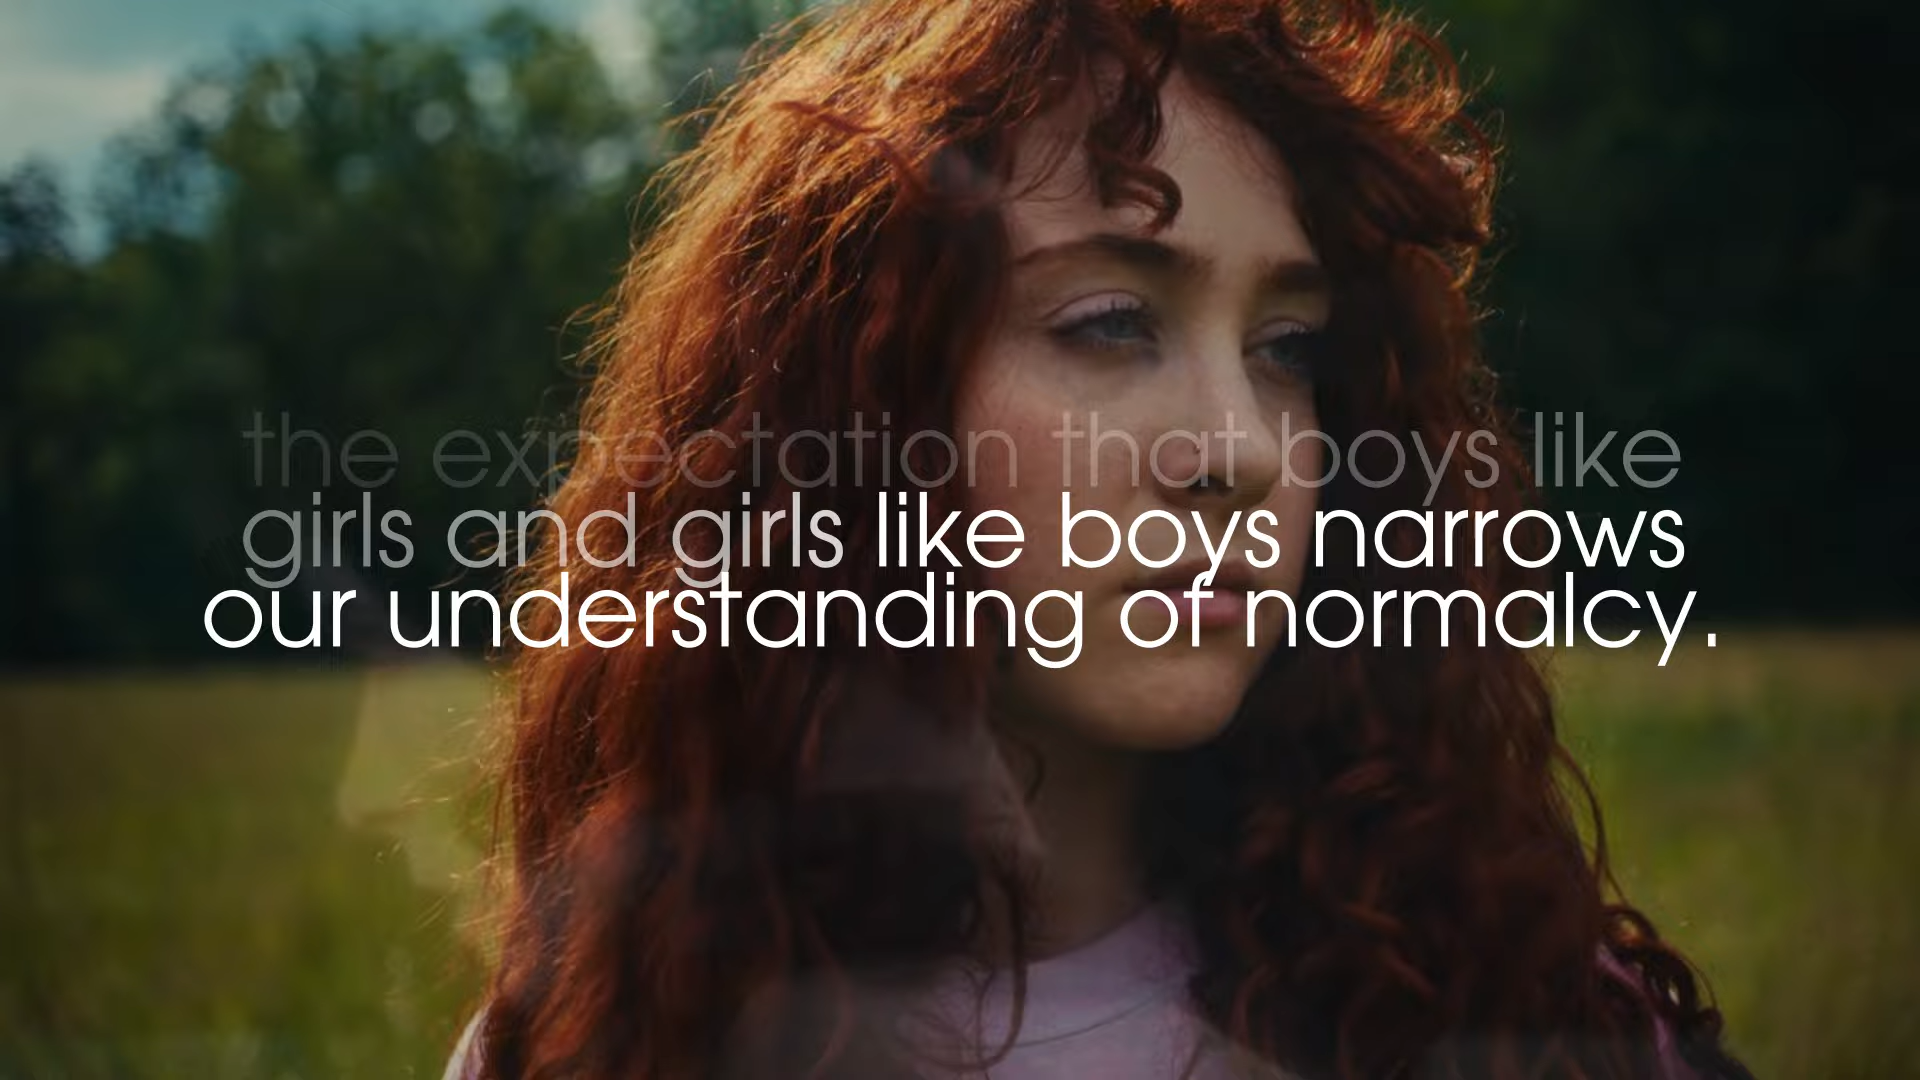 the expectation that boys like
girls and girls like boys narrows
our understanding of normalcy.